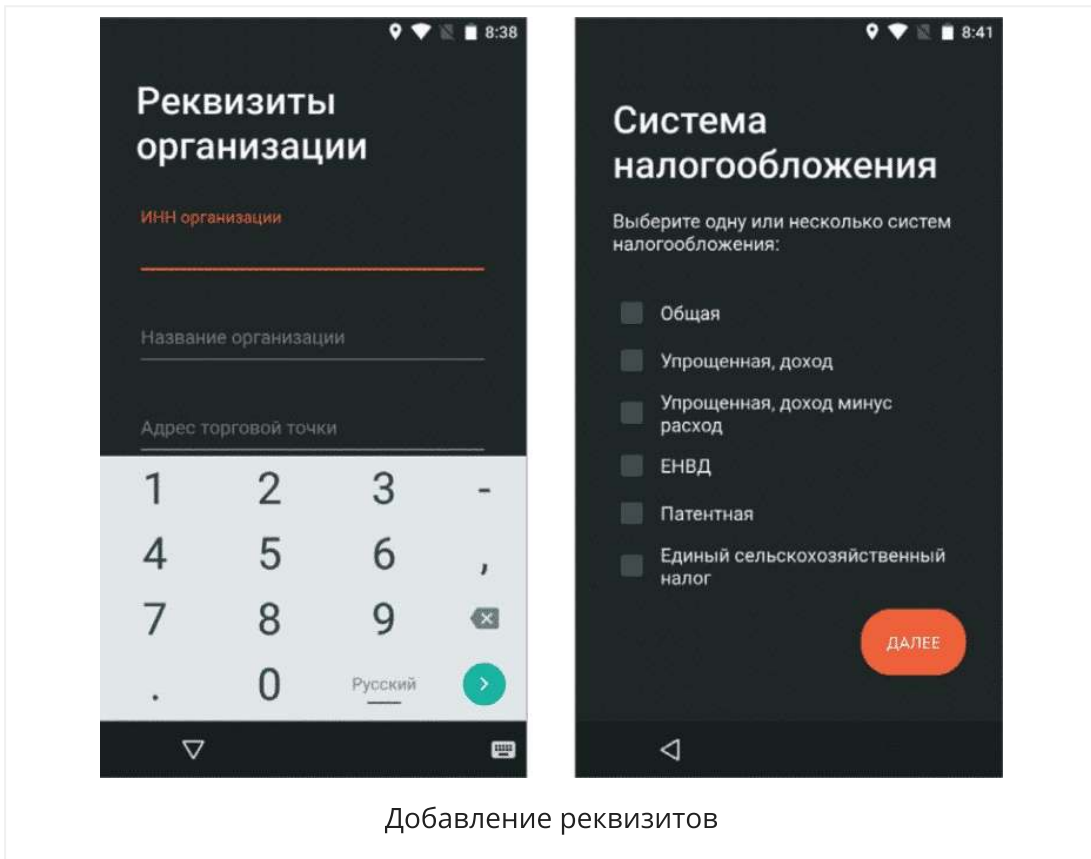 8:38
Реквизиты
организации
ИНН организации
Название организации
Адрес торговой точки
1 2 3 -
4 5 6 ,
7 8 9
. 0 Русский
8:41
Система
налогообложения
Выберите одну или несколько систем
налогообложения:
Общая
Упрощенная, доход
Упрощенная, доход минус
расход
ЕНВД
Патентная
Единый сельскохозяйственный
налог
ДАЛЕЕ
Добавление реквизитов